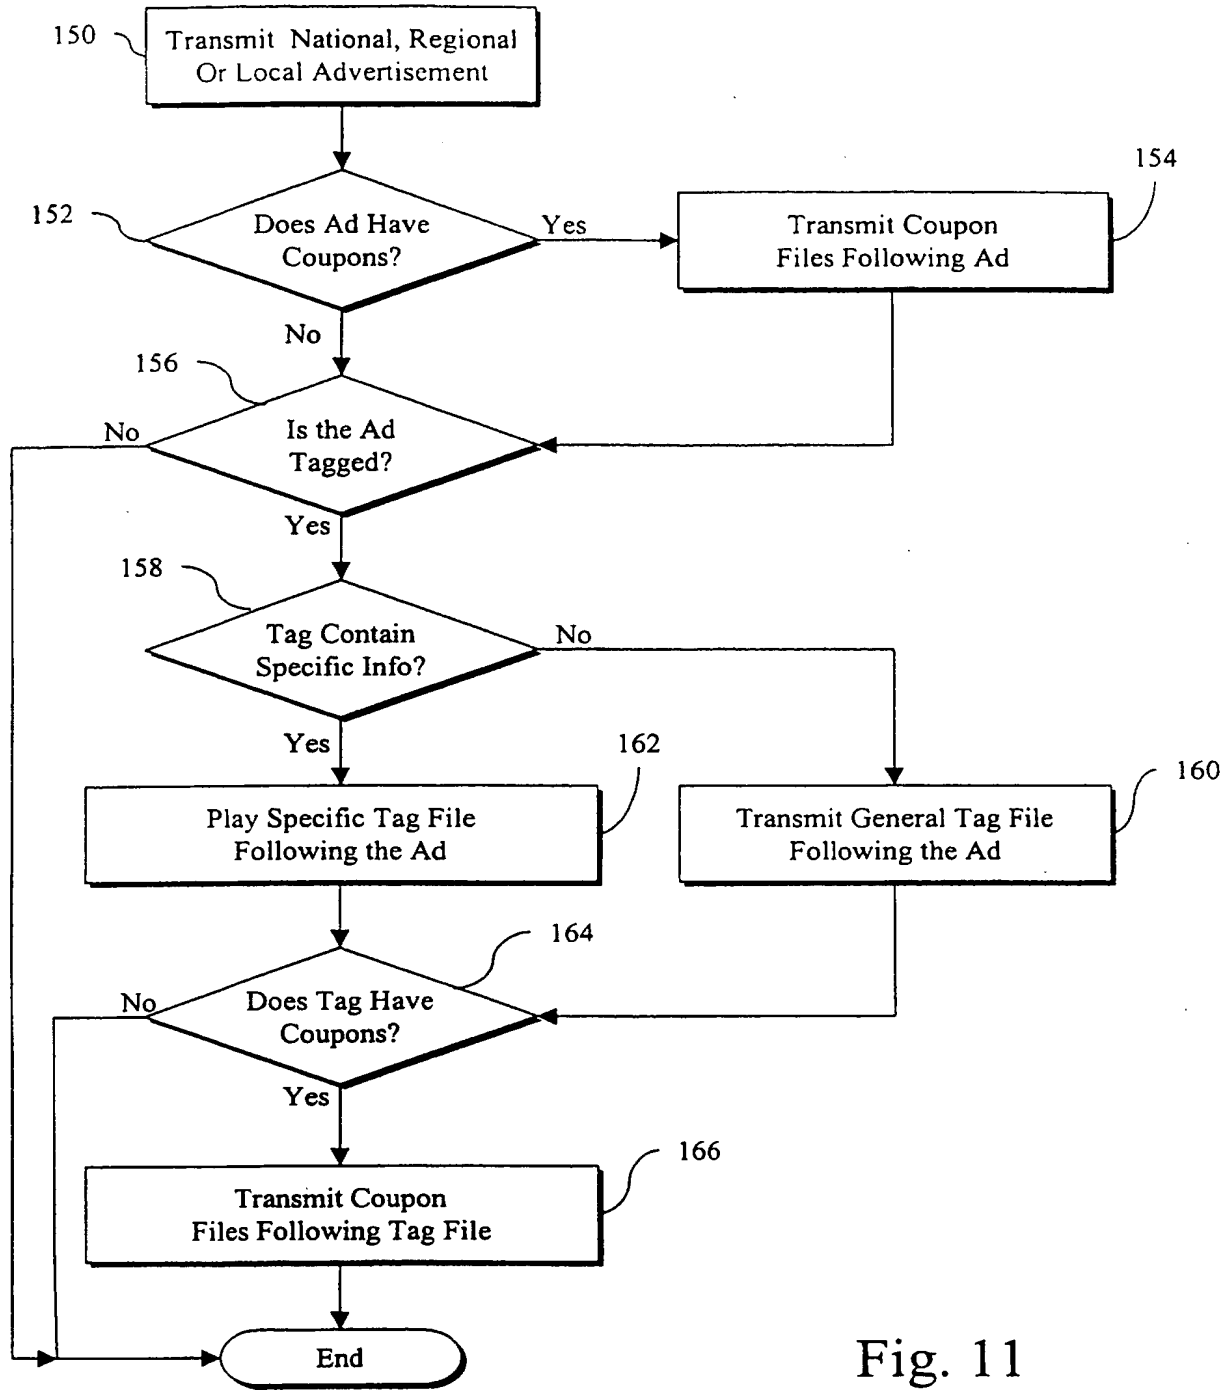 150
Transmit National, Regional
Or Local Advertisement
154
152
Does Ad Have
Coupons?
Yes
Transmit Coupon
Files Following Ad
No
156
No
Is the Ad
Tagged?
Yes
158
Tag Contain
Specific Info?
No
Yes
162
160
Play Specific Tag File
Following the Ad
Transmit General Tag File
Following the Ad
164
No
Does Tag Have
Coupons?
Yes
166
Transmit Coupon
Files Following Tag File
End
Fig. 11